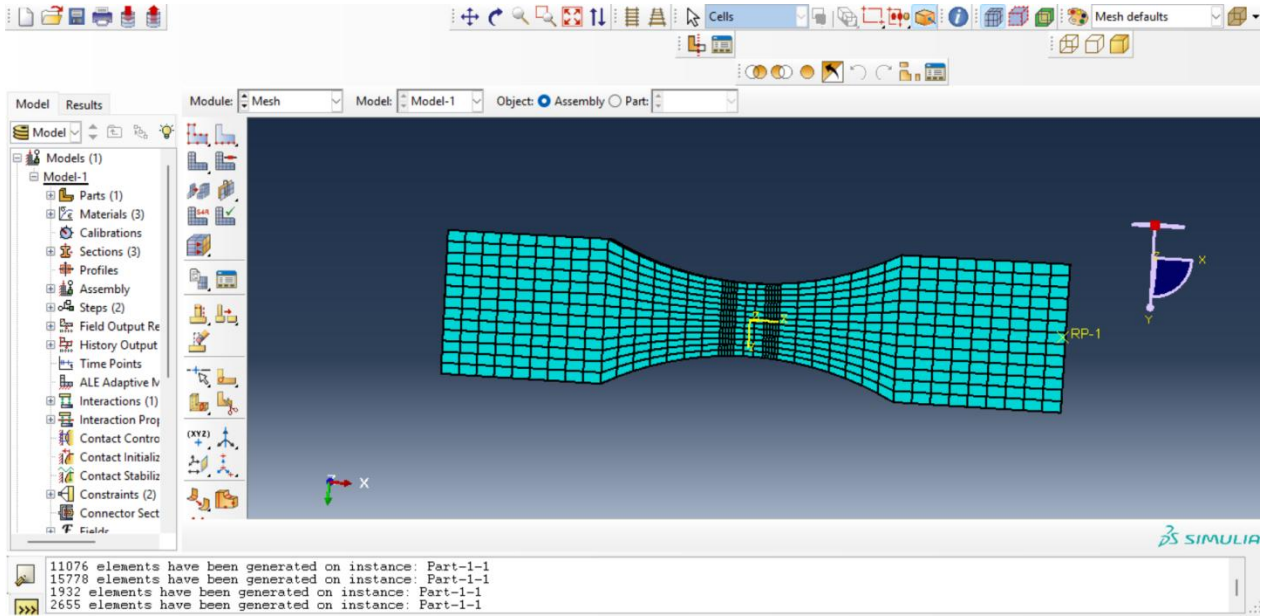 Cells
Mesh defaults
Model Results
Module: Mesh Model: Model-1 Object: Assembly Part:
Model
Models (1)
Model-1
Parts (1)
Materials (3)
Calibrations
Sections (3)
Profiles
Assembly
Steps (2)
Field Output Re
History Output
Time Points
ALE Adaptive M
Interactions (1)
Interaction Prop
Contact Contro
Contact Initializ
Contact Stabiliz
Constraints (2)
Connector Sect
Fields
S4R
(XYZ)
RP-1
X
Y
Z
X
SIMULIA
11076 elements have been generated on instance: Part-1-1
15778 elements have been generated on instance: Part-1-1
1932 elements have been generated on instance: Part-1-1
2655 elements have been generated on instance: Part-1-1